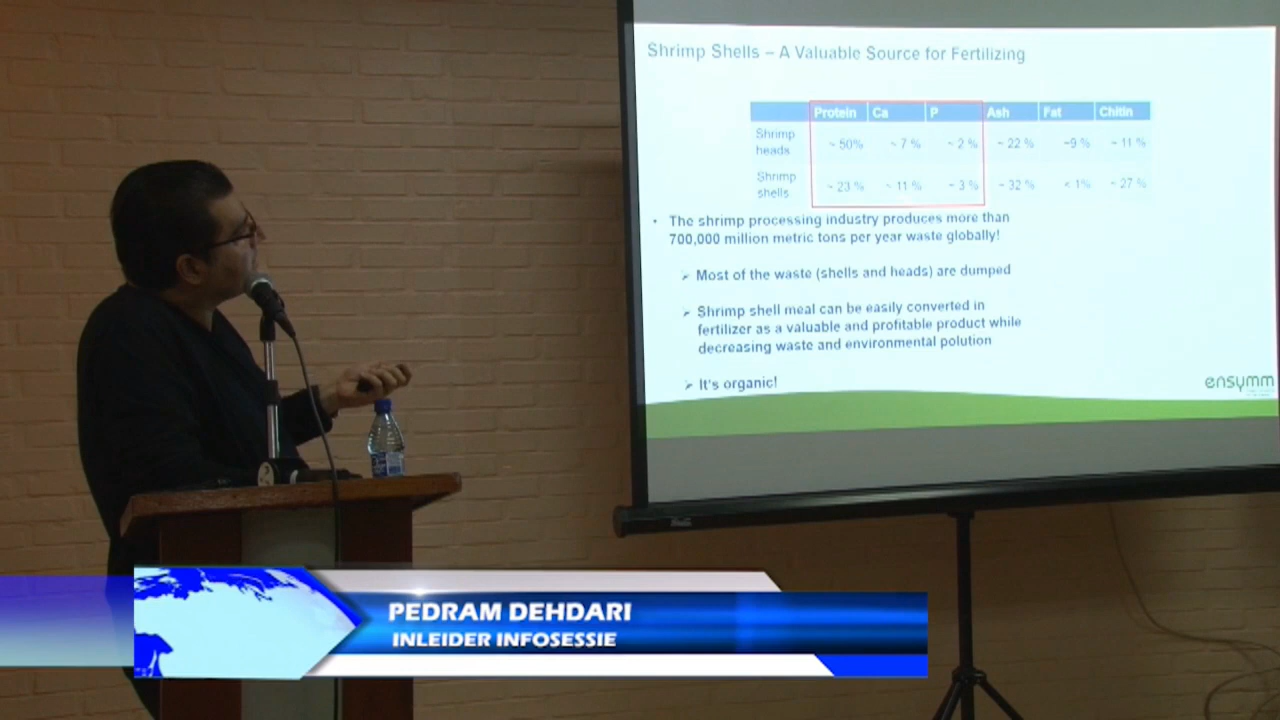 Shrimp Shells – A Valuable Source for Fertilizing
Protein Ca P Ash Fat Chitin
Shrimp heads ~ 50% ~ 7 % ~ 2 % ~ 22 % ~9 % ~ 11 %
Shrimp shells ~ 23 % ~ 11 % ~ 3 % ~ 32 % < 1% ~ 27 %
• The shrimp processing industry produces more than
700,000 million metric tons per year waste globally!
➢ Most of the waste (shells and heads) are dumped
➢ Shrimp shell meal can be easily converted in
fertilizer as a valuable and profitable product while
decreasing waste and environmental polution
➢ It's organic!
ensymm
PEDRAM DEHDARI
INLEIDER INFOSESSIE